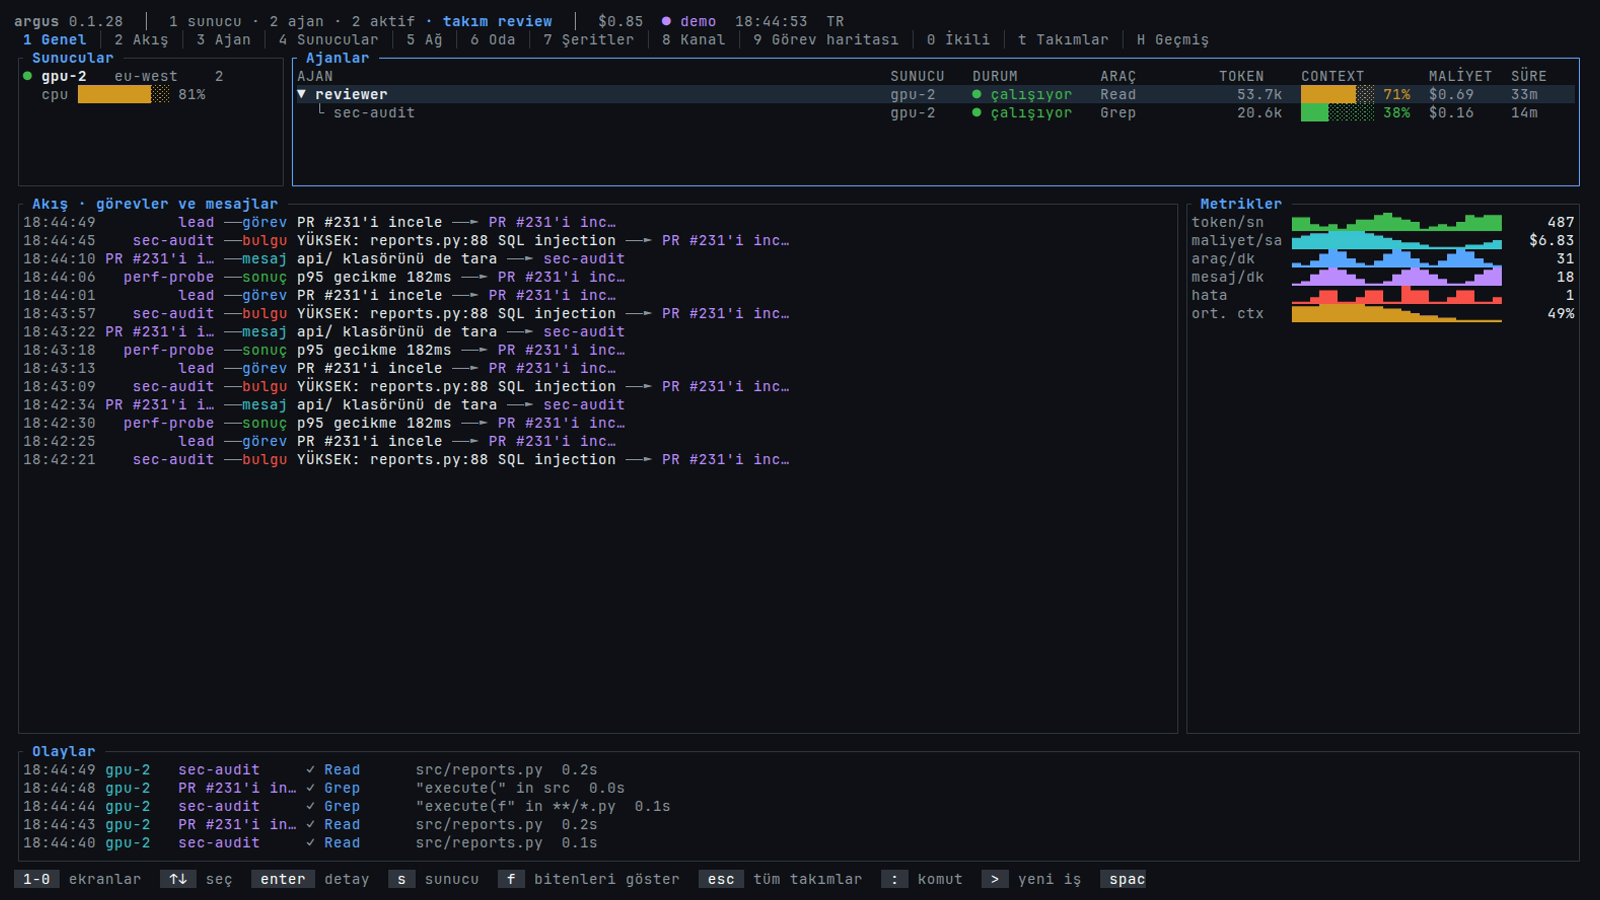 argus 0.1.28 │ 1 sunucu · 2 ajan · 2 aktif · takım review │ $0.85 ● demo 18:44:53 TR
1 Genel │ 2 Akış │ 3 Ajan │ 4 Sunucular │ 5 Ağ │ 6 Oda │ 7 Şeritler │ 8 Kanal │ 9 Görev haritası │ 0 İkili │ t Takımlar │ H Geçmiş
Sunucular
● gpu-2 eu-west 2
cpu 81%
Ajanlar
AJAN SUNUCU DURUM ARAÇ TOKEN CONTEXT MALİYET SÜRE
▼ reviewer gpu-2 ● çalışıyor Read 53.7k 71% $0.69 33m
└ sec-audit gpu-2 ● çalışıyor Grep 20.6k 38% $0.16 14m
Akış · görevler ve mesajlar
18:44:49 lead ──görev PR #231'i incele ──► PR #231'i inc…
18:44:45 sec-audit ──bulgu YÜKSEK: reports.py:88 SQL injection ──► PR #231'i inc…
18:44:10 PR #231'i i… ──mesaj api/ klasörünü de tara ──► sec-audit
18:44:06 perf-probe ──sonuç p95 gecikme 182ms ──► PR #231'i inc…
18:44:01 lead ──görev PR #231'i incele ──► PR #231'i inc…
18:43:57 sec-audit ──bulgu YÜKSEK: reports.py:88 SQL injection ──► PR #231'i inc…
18:43:22 PR #231'i i… ──mesaj api/ klasörünü de tara ──► sec-audit
18:43:18 perf-probe ──sonuç p95 gecikme 182ms ──► PR #231'i inc…
18:43:13 lead ──görev PR #231'i incele ──► PR #231'i inc…
18:43:09 sec-audit ──bulgu YÜKSEK: reports.py:88 SQL injection ──► PR #231'i inc…
18:42:34 PR #231'i i… ──mesaj api/ klasörünü de tara ──► sec-audit
18:42:30 perf-probe ──sonuç p95 gecikme 182ms ──► PR #231'i inc…
18:42:25 lead ──görev PR #231'i incele ──► PR #231'i inc…
18:42:21 sec-audit ──bulgu YÜKSEK: reports.py:88 SQL injection ──► PR #231'i inc…
Metrikler
token/sn 487
maliyet/sa $6.83
araç/dk 31
mesaj/dk 18
hata 1
ort. ctx 49%
Olaylar
18:44:49 gpu-2 sec-audit ✓ Read src/reports.py 0.2s
18:44:48 gpu-2 PR #231'i in… ✓ Grep "execute(" in src 0.0s
18:44:44 gpu-2 sec-audit ✓ Grep "execute(f" in **/*.py 0.1s
18:44:43 gpu-2 PR #231'i in… ✓ Read src/reports.py 0.2s
18:44:40 gpu-2 sec-audit ✓ Read src/reports.py 0.1s
1-0 ekranlar ↑↓ seç enter detay s sunucu f bitenleri göster esc tüm takımlar : komut > yeni iş spac